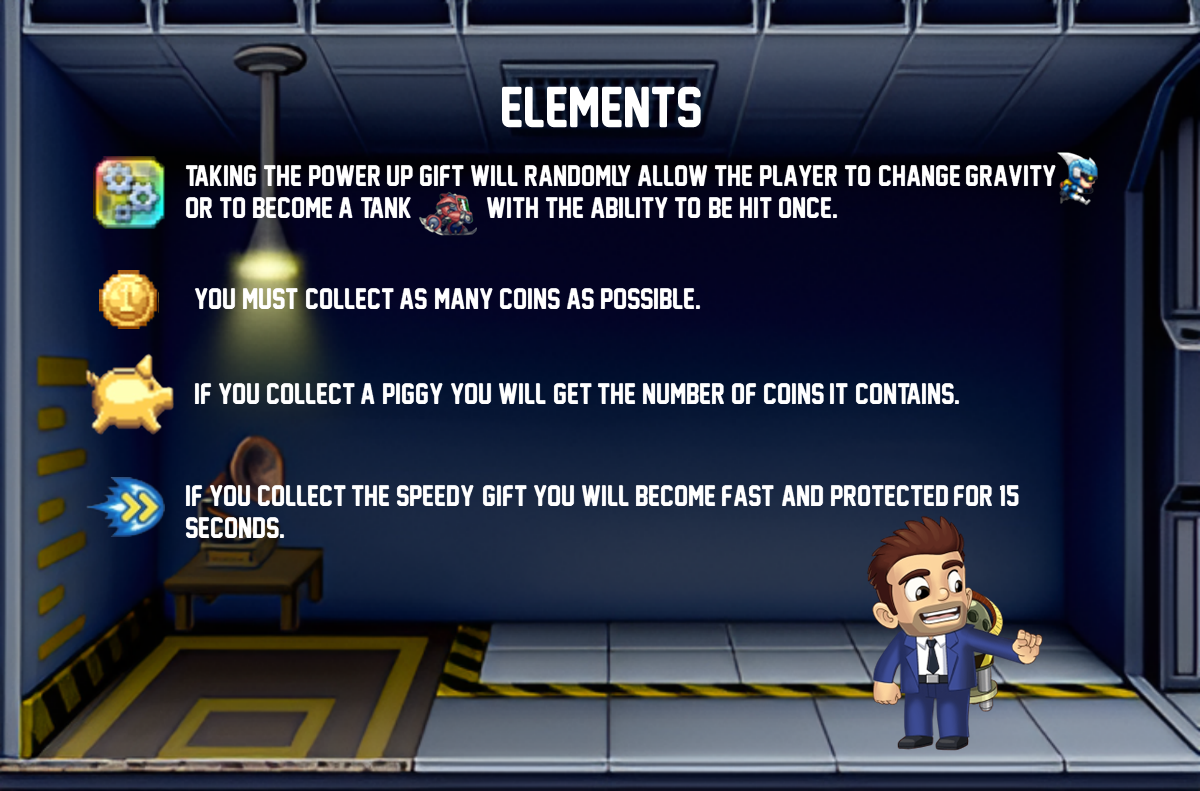 ELEMENTS
TAKING THE POWER UP GIFT WILL RANDOMLY ALLOW THE PLAYER TO CHANGE GRAVITY
OR TO BECOME A TANK WITH THE ABILITY TO BE HIT ONCE.
YOU MUST COLLECT AS MANY COINS AS POSSIBLE.
IF YOU COLLECT A PIGGY YOU WILL GET THE NUMBER OF COINS IT CONTAINS.
IF YOU COLLECT THE SPEEDY GIFT YOU WILL BECOME FAST AND PROTECTED FOR 15
SECONDS.